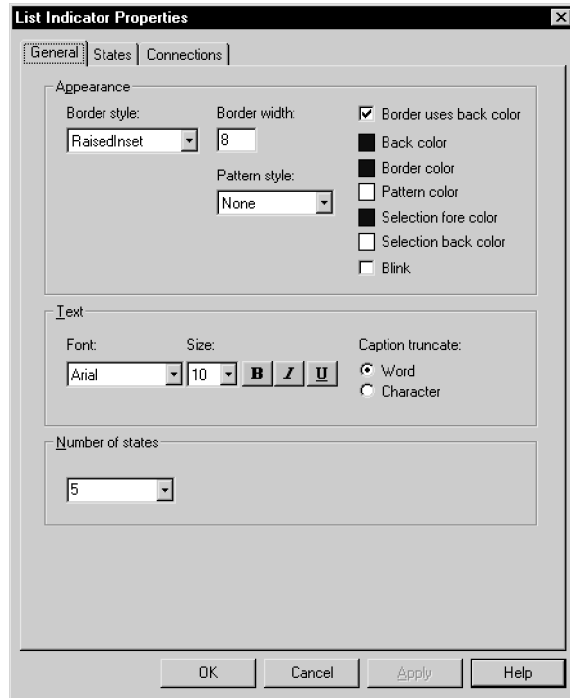 List Indicator Properties
General States Connections
Appearance
Border style:
RaisedInset
Border width:
8
Pattern style:
None
Border uses back color
Back color
Border color
Pattern color
Selection fore color
Selection back color
Blink
Text
Font:
Arial
Size:
10
B I U
Caption truncate:
Word
Character
Number of states
5
OK Cancel Apply Help